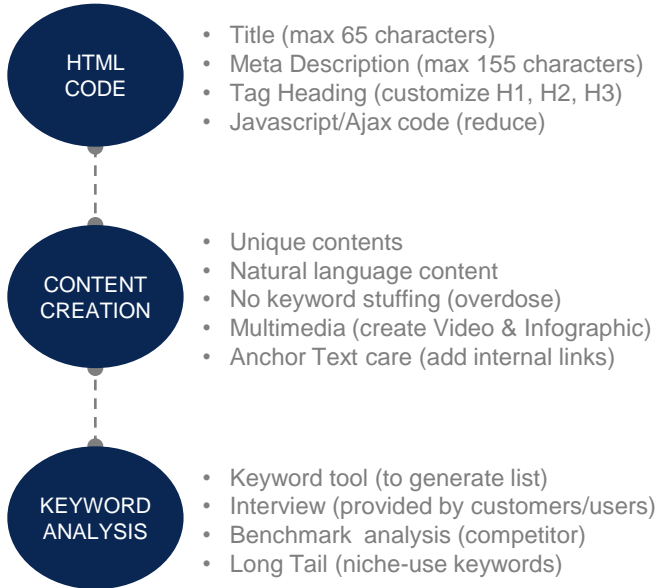 HTML
CODE
• Title (max 65 characters)
• Meta Description (max 155 characters)
• Tag Heading (customize H1, H2, H3)
• Javascript/Ajax code (reduce)
CONTENT
CREATION
• Unique contents
• Natural language content
• No keyword stuffing (overdose)
• Multimedia (create Video & Infographic)
• Anchor Text care (add internal links)
KEYWORD
ANALYSIS
• Keyword tool (to generate list)
• Interview (provided by customers/users)
• Benchmark  analysis (competitor)
• Long Tail (niche-use keywords)